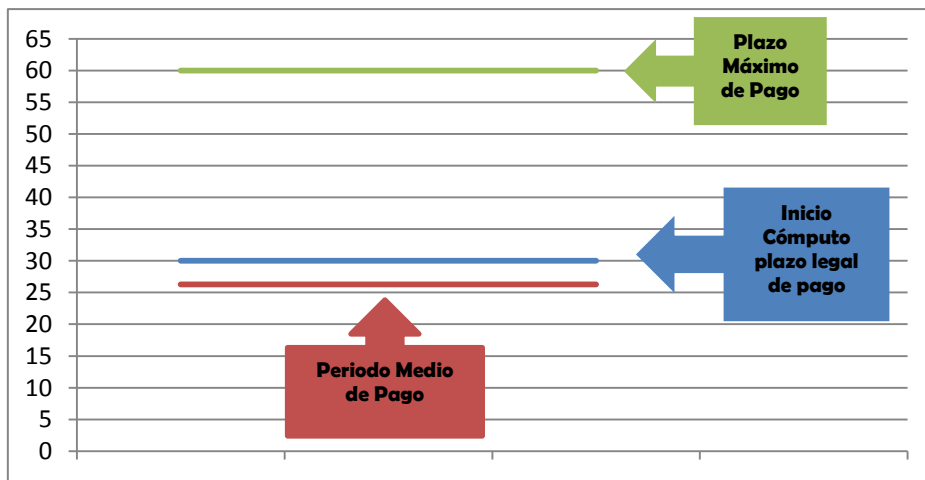 65
60
55
50
45
40
35
30
25
20
15
10
5
0
Plazo
Máximo
de Pago
Inicio
Cómputo
plazo legal
de pago
Periodo Medio
de Pago